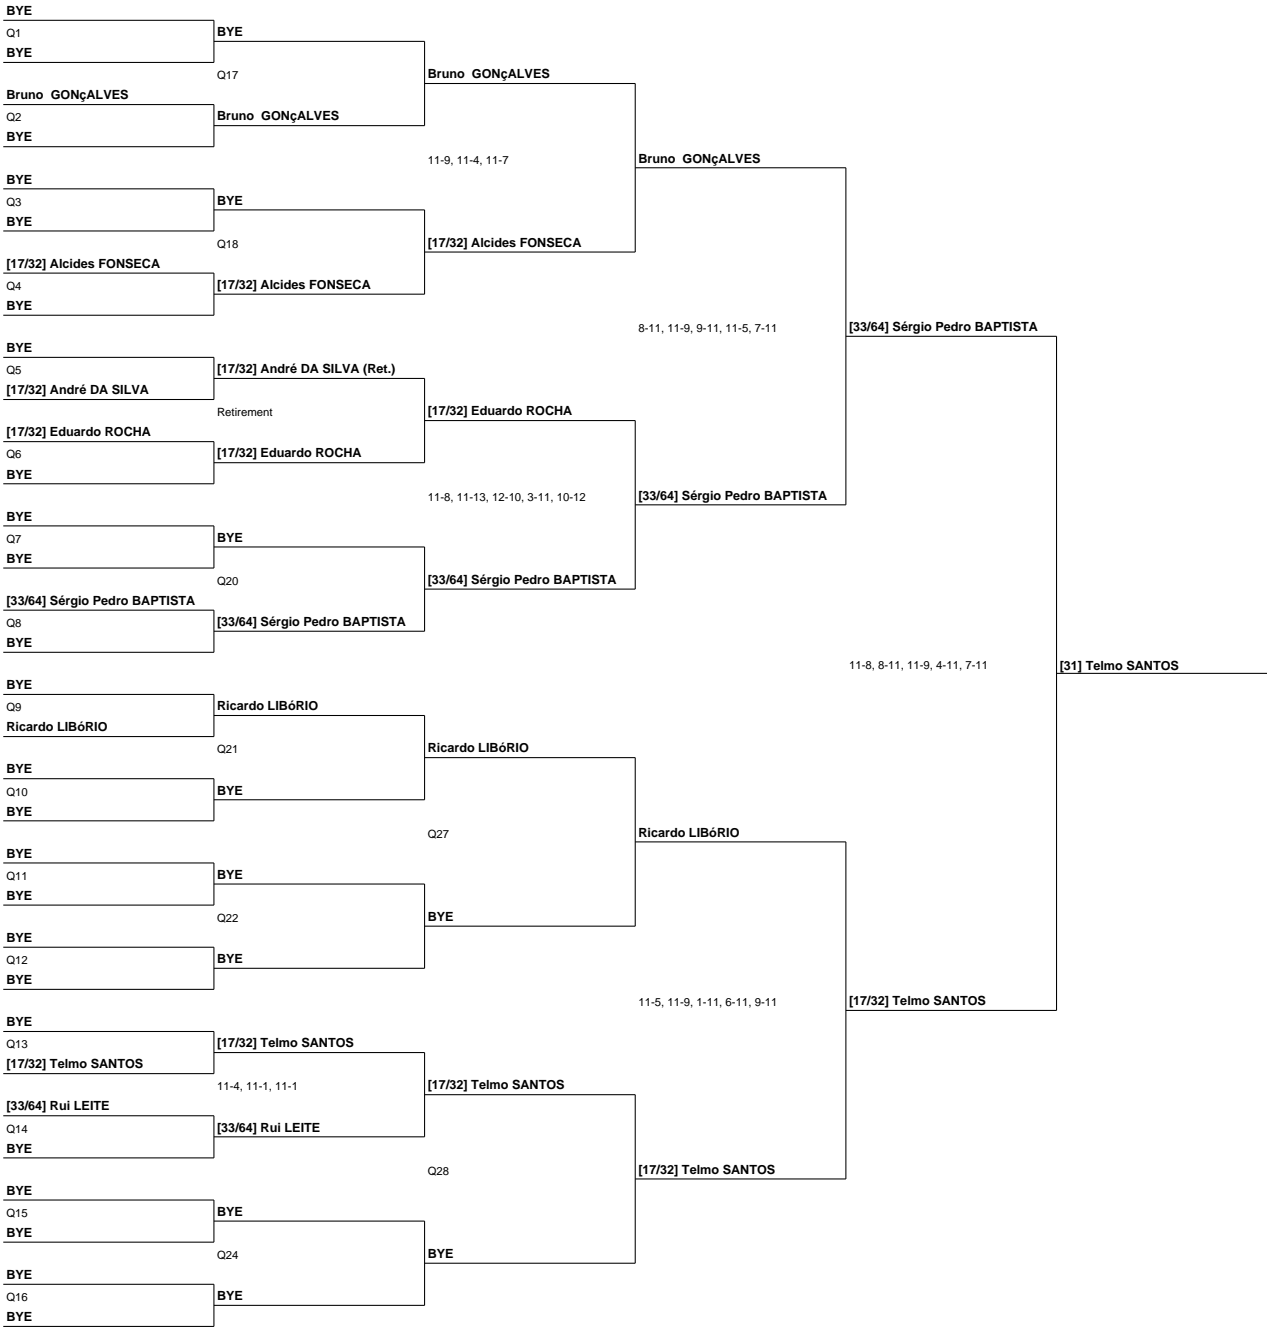 BYE
Q1
BYE
BYE
Q17
Bruno  GONçALVES
Bruno  GONçALVES
Q2
BYE
Bruno  GONçALVES
11-9, 11-4, 11-7
Bruno  GONçALVES
BYE
Q3
BYE
BYE
Q18
[17/32] Alcides FONSECA
[17/32] Alcides FONSECA
Q4
BYE
[17/32] Alcides FONSECA
8-11, 11-9, 9-11, 11-5, 7-11
[33/64] Sérgio Pedro BAPTISTA
BYE
Q5
[17/32] André DA SILVA
[17/32] André DA SILVA (Ret.)
Retirement
[17/32] Eduardo ROCHA
[17/32] Eduardo ROCHA
Q6
BYE
[17/32] Eduardo ROCHA
11-8, 11-13, 12-10, 3-11, 10-12
[33/64] Sérgio Pedro BAPTISTA
BYE
Q7
BYE
BYE
Q20
[33/64] Sérgio Pedro BAPTISTA
[33/64] Sérgio Pedro BAPTISTA
Q8
BYE
[33/64] Sérgio Pedro BAPTISTA
11-8, 8-11, 11-9, 4-11, 7-11
[31] Telmo SANTOS
BYE
Q9
Ricardo LIBóRIO
Ricardo LIBóRIO
Q21
Ricardo LIBóRIO
BYE
Q10
BYE
BYE
Q27
Ricardo LIBóRIO
BYE
Q11
BYE
BYE
Q22
BYE
BYE
Q12
BYE
BYE
11-5, 11-9, 1-11, 6-11, 9-11
[17/32] Telmo SANTOS
BYE
Q13
[17/32] Telmo SANTOS
[17/32] Telmo SANTOS
11-4, 11-1, 11-1
[17/32] Telmo SANTOS
[33/64] Rui LEITE
Q14
BYE
[33/64] Rui LEITE
Q28
[17/32] Telmo SANTOS
BYE
Q15
BYE
BYE
Q24
BYE
BYE
Q16
BYE
BYE